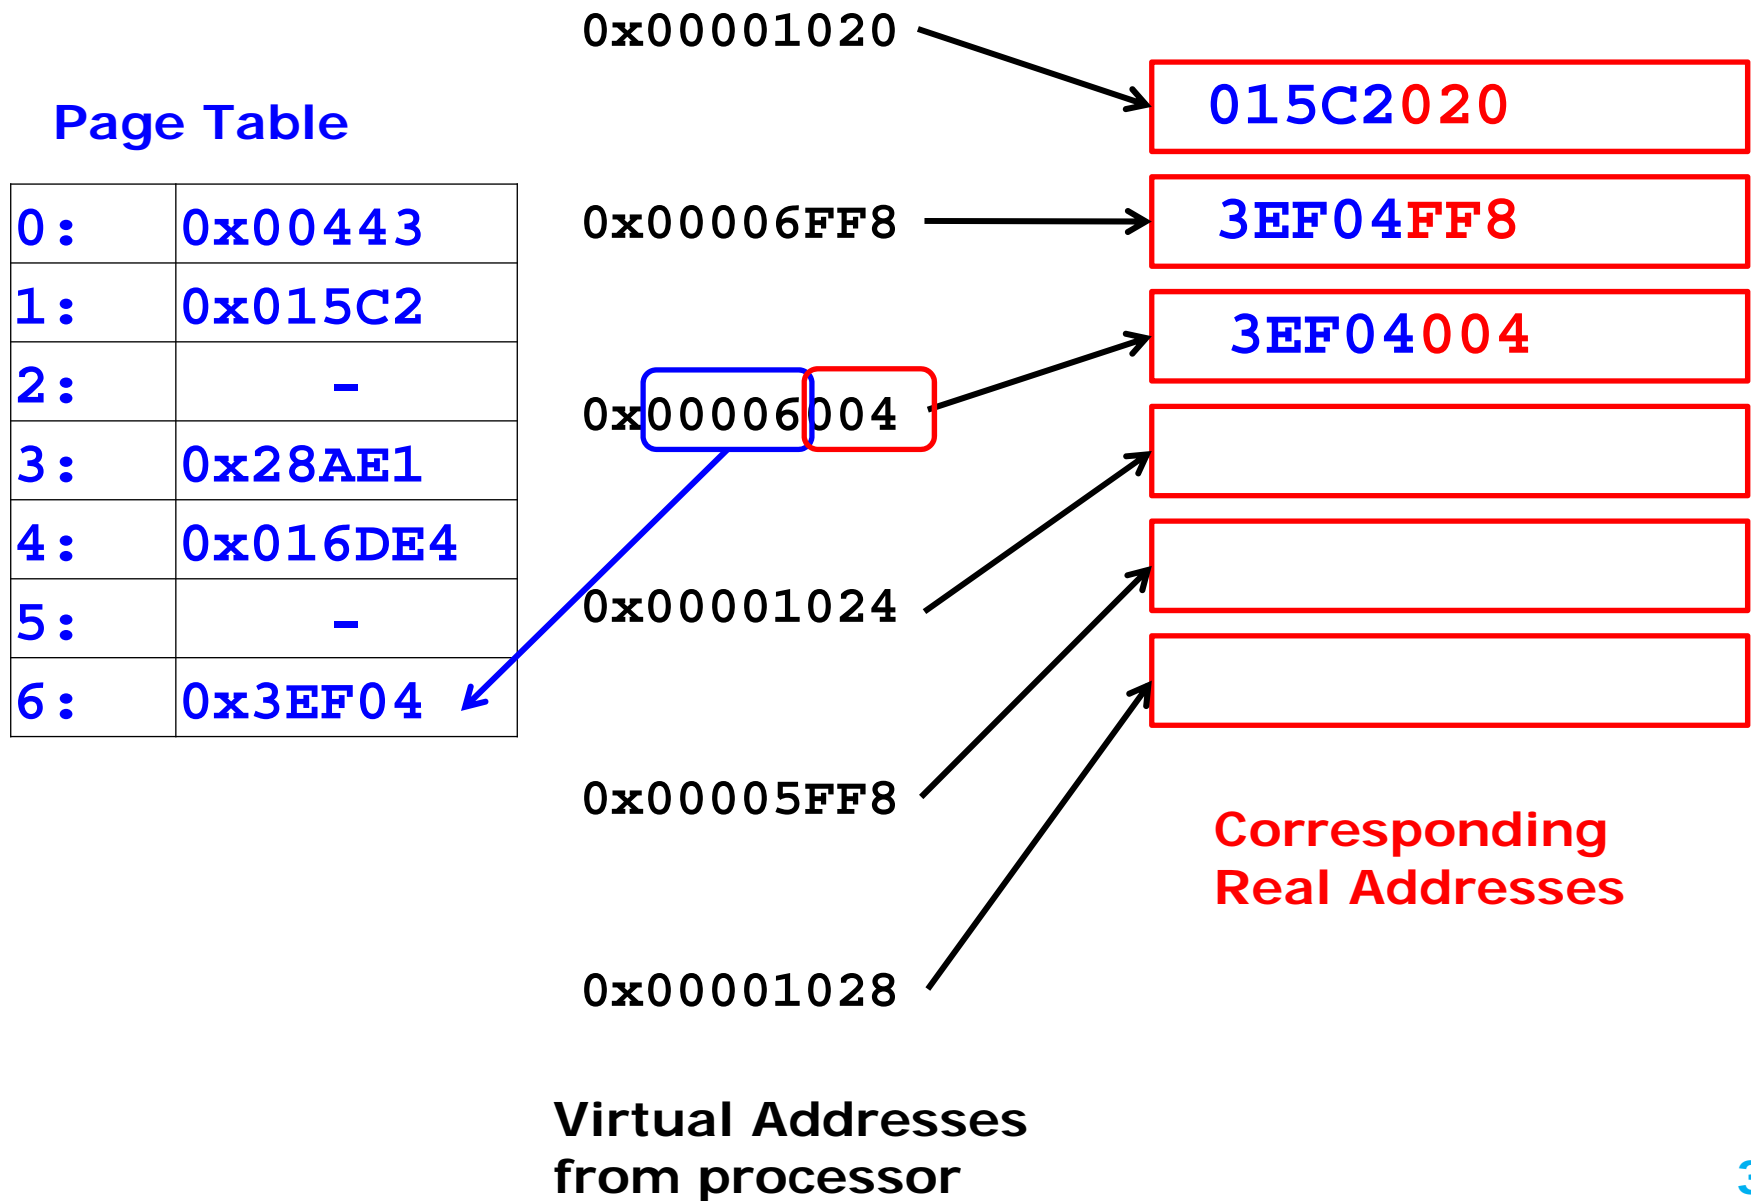 Page Table
0: 0x00443
1: 0x015C2
2: -
3: 0x28AE1
4: 0x016DE4
5: -
6: 0x3EF04
0x00001020
0x00006FF8
0x00006004
0x00001024
0x00005FF8
0x00001028
Virtual Addresses
from processor
015C2020
3EF04FF8
3EF04004
Corresponding
Real Addresses